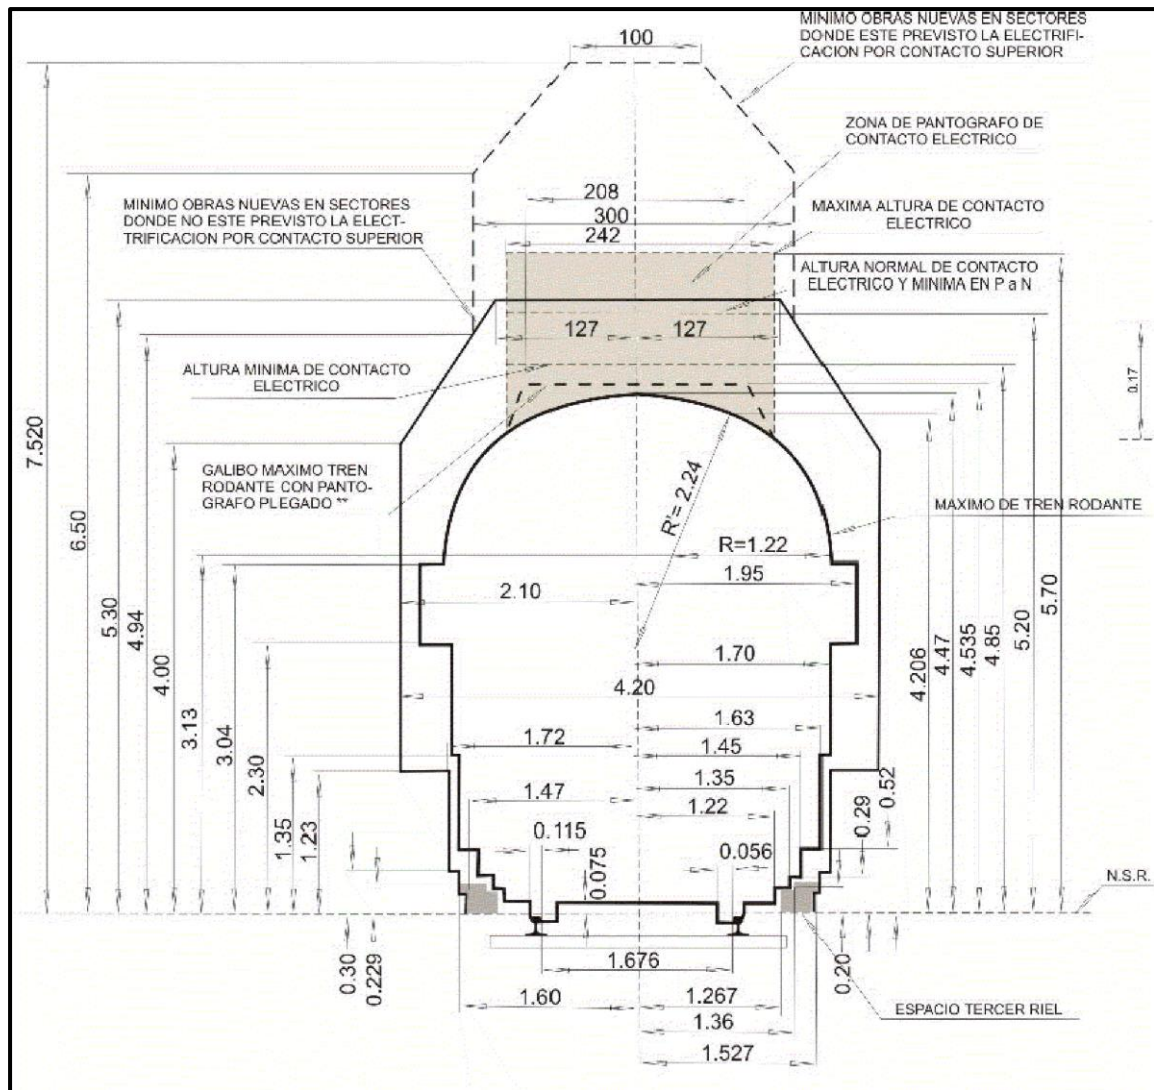 MINIMO OBRAS NUEVAS EN SECTORES
DONDE ESTE PREVISTO LA ELECTRIFI-
CACION POR CONTACTO SUPERIOR
100
ZONA DE PANTOGRAFO DE
CONTACTO ELECTRICO
MINIMO OBRAS NUEVAS EN SECTORES
DONDE NO ESTE PREVISTO LA ELECT-
TRIFICACION POR CONTACTO SUPERIOR
208
300
242
MAXIMA ALTURA DE CONTACTO
ELECTRICO
ALTURA NORMAL DE CONTACTO
ELECTRICO Y MINIMA EN P a N
127
127
ALTURA MINIMA DE CONTACTO
ELECTRICO
0.17
7.520
6.50
5.30
4.94
4.00
3.13
3.04
2.30
1.35
1.23
GALIBO MAXIMO TREN
RODANTE CON PANTO-
GRAFO PLEGADO **
R'= 2.24
MAXIMO DE TREN RODANTE
R=1.22
1.95
2.10
1.70
4.20
1.63
1.72
1.45
1.35
1.47
1.22
0.115
0.075
0.056
4.206
4.47
4.535
4.85
5.20
5.70
0.52
0.29
N.S.R.
0.30
0.229
0.20
1.676
1.60
1.267
1.36
1.527
ESPACIO TERCER RIEL